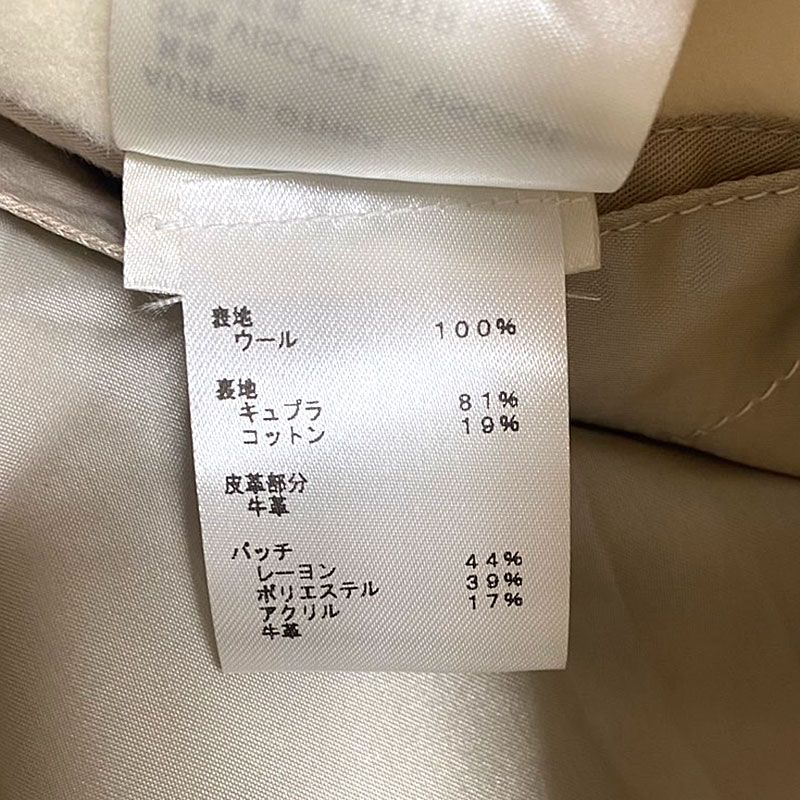 表地
ウール 100%
裏地
キュプラ 81%
コットン 19%
皮革部分
牛革
パッチ
レーヨン 44%
ポリエステル 39%
アクリル 17%
牛革